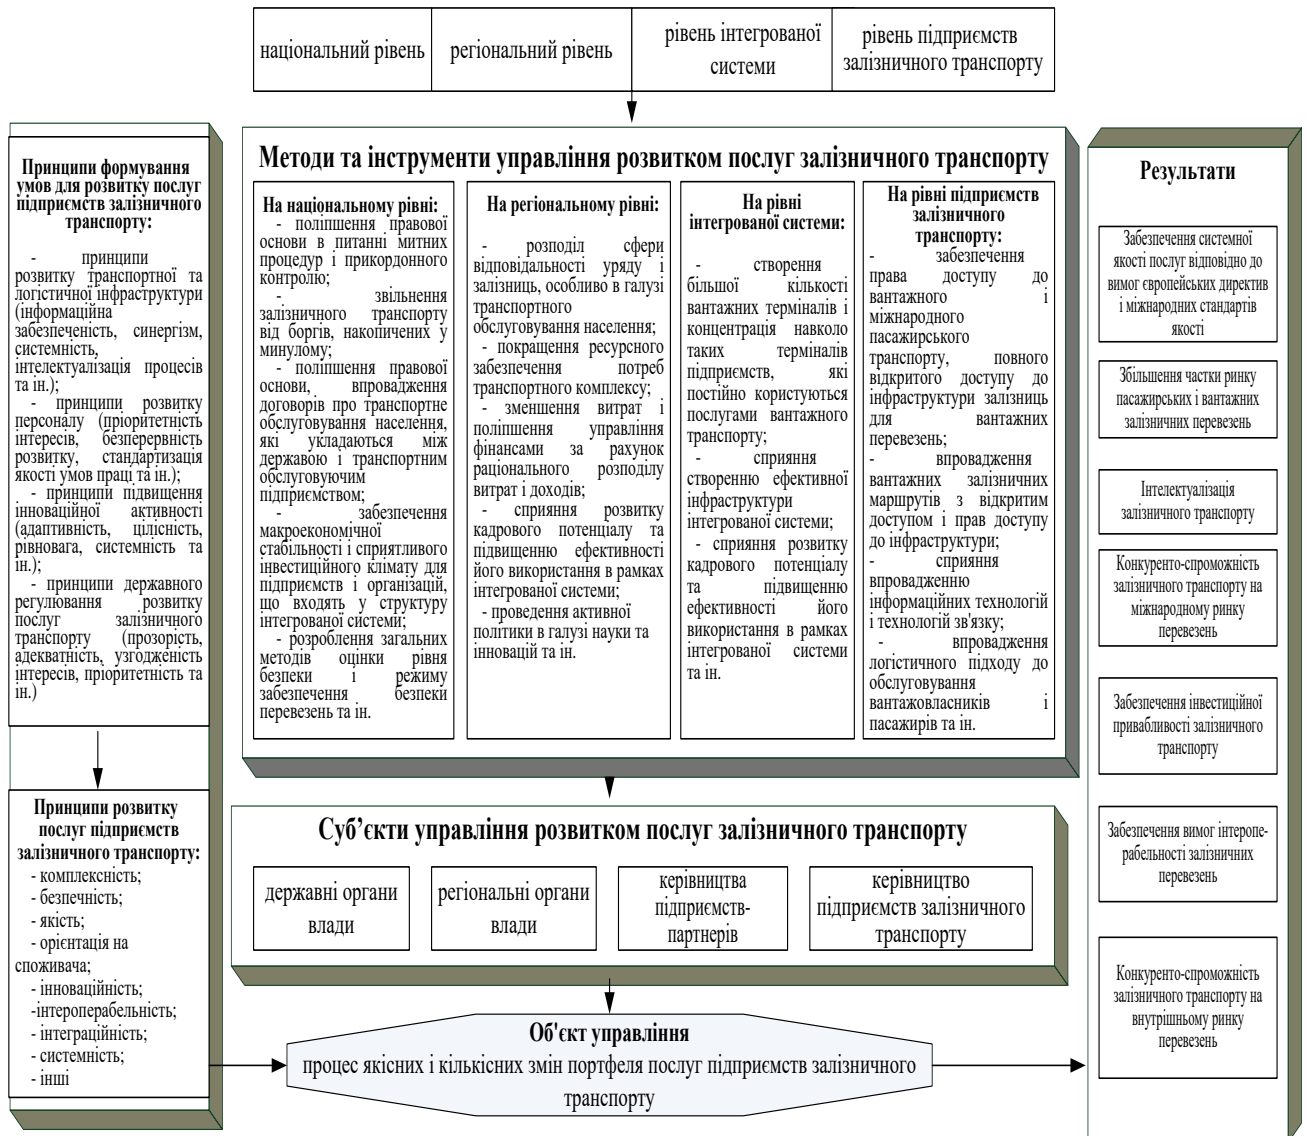 національний рівень
регіональний рівень
рівень інтегрованої
системи
рівень підприємств
залізничного транспорту
Принципи формування
умов для розвитку послуг
підприємств залізничного
транспорту:
- принципи
розвитку транспортної та
логістичної інфраструктури
(інформаційна
забезпеченість, синергізм,
системність,
інтелектуалізація процесів
та ін.);
- принципи розвитку
персоналу (пріоритетність
інтересів, безперервність
розвитку, стандартизація
якості умов праці та ін.);
- принципи підвищення
інноваційної активності
(адаптивність, цілісність,
рівновага, системність та
ін.);
- принципи державного
регулювання розвитку
послуг залізничного
транспорту (прозорість,
адекватність, узгодженість
інтересів, пріоритетність та
ін.)
Принципи розвитку
послуг підприємств
залізничного транспорту:
- комплексність;
- безпечність;
- якість;
- орієнтація на
споживача;
- інноваційність;
-інтероперабельність;
- інтеграційність;
- системність;
- інші
Методи та інструменти управління розвитком послуг залізничного транспорту
На національному рівні:
- поліпшення правової
основи в питанні митних
процедур і прикордонного
контролю;
- звільнення
залізничного транспорту
від боргів, накопичених у
минулому;
- поліпшення правової
основи, впровадження
договорів про транспортне
обслуговування населення,
які укладаються між
державою і транспортним
обслуговуючим
підприємством;
- забезпечення
макроекономічної
стабільності і сприятливого
інвестиційного клімату для
підприємств і організацій,
що входять у структуру
інтегрованої системи;
- розроблення загальних
методів оцінки рівня
безпеки і режиму
забезпечення безпеки
перевезень та ін.
На регіональному рівні:
- розподіл сфери
відповідальності уряду і
залізниць, особливо в галузі
транспортного
обслуговування населення;
- покращення ресурсного
забезпечення потреб
транспортного комплексу;
- зменшення витрат і
поліпшення управління
фінансами за рахунок
раціонального розподілу
витрат і доходів;
- сприяння розвитку
кадрового потенціалу та
підвищенню ефективності
його використання в рамках
інтегрованої системи;
- проведення активної
політики в галузі науки та
інновацій та ін.
На рівні
інтегрованої системи:
- створення
більшої кількості
вантажних терміналів і
концентрація навколо
таких терміналів
підприємств, які
постійно користуються
послугами вантажного
транспорту;
- сприяння
створенню ефективної
інфраструктури
інтегрованої системи;
- сприяння розвитку
кадрового потенціалу
та підвищенню
ефективності його
використання в рамках
інтегрованої системи
та ін.
На рівні підприємств
залізничного
транспорту:
- забезпечення
права доступу до
вантажного і
міжнародного
пасажирського
транспорту, повного
відкритого доступу до
інфраструктури залізниць
для вантажних
перевезень;
- впровадження
вантажних залізничних
маршрутів з відкритим
доступом і прав доступу
до інфраструктури;
- сприяння
впровадженню
інформаційних технологій
і технологій зв'язку;
- впровадження
логістичного підходу до
обслуговування
вантажовласників і
пасажирів та ін.
Суб’єкти управління розвитком послуг залізничного транспорту
державні органи
влади
регіональні органи
влади
керівництва
підприємств-
партнерів
керівництво
підприємств залізничного
транспорту
Об'єкт управління
процес якісних і кількісних змін портфеля послуг підприємств залізничного
транспорту
Результати
Забезпечення системної
якості послуг відповідно до
вимог європейських директив
і міжнародних стандартів
якості
Збільшення частки ринку
пасажирських і вантажних
залізничних перевезень
Інтелектуалізація
залізничного транспорту
Конкуренто-спроможність
залізничного транспорту на
міжнародному ринку
перевезень
Забезпечення інвестиційної
привабливості залізничного
транспорту
Забезпечення вимог інтеропе-
рабельності залізничних
перевезень
Конкуренто-спроможність
залізничного транспорту на
внутрішньому ринку
перевезень